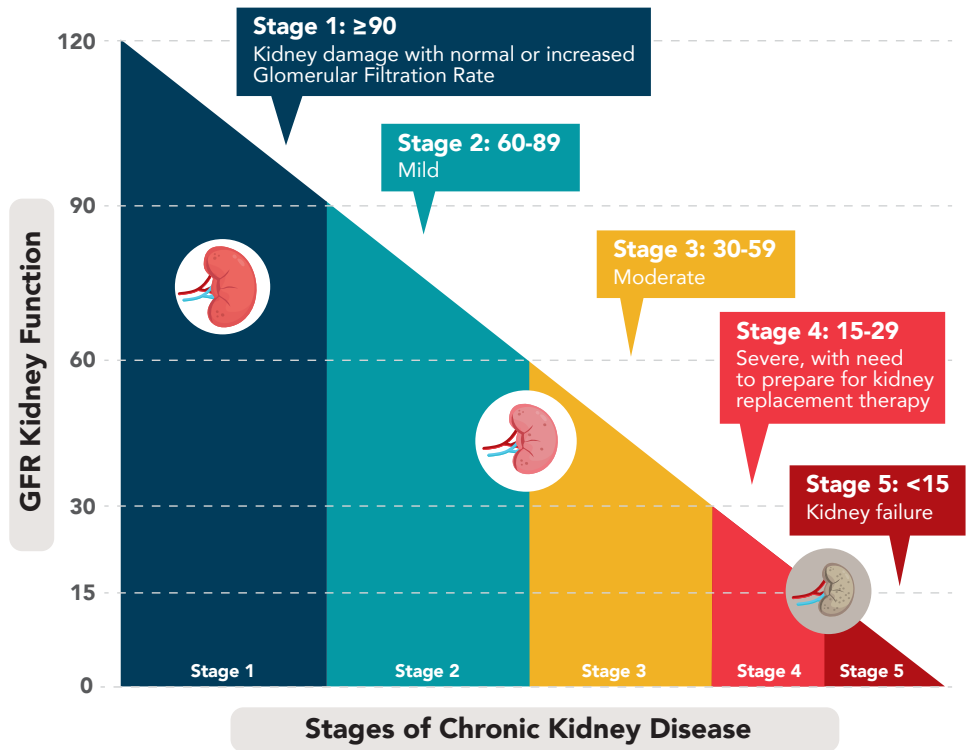 Stage 1: ≥90
Kidney damage with normal or increased
Glomerular Filtration Rate
Stage 2: 60-89
Mild
Stage 3: 30-59
Moderate
Stage 4: 15-29
Severe, with need
to prepare for kidney
replacement therapy
Stage 5: <15
Kidney failure
GFR Kidney Function
120
90
60
30
15
0
Stage 1
Stage 2
Stage 3
Stage 4
Stage 5
Stages of Chronic Kidney Disease